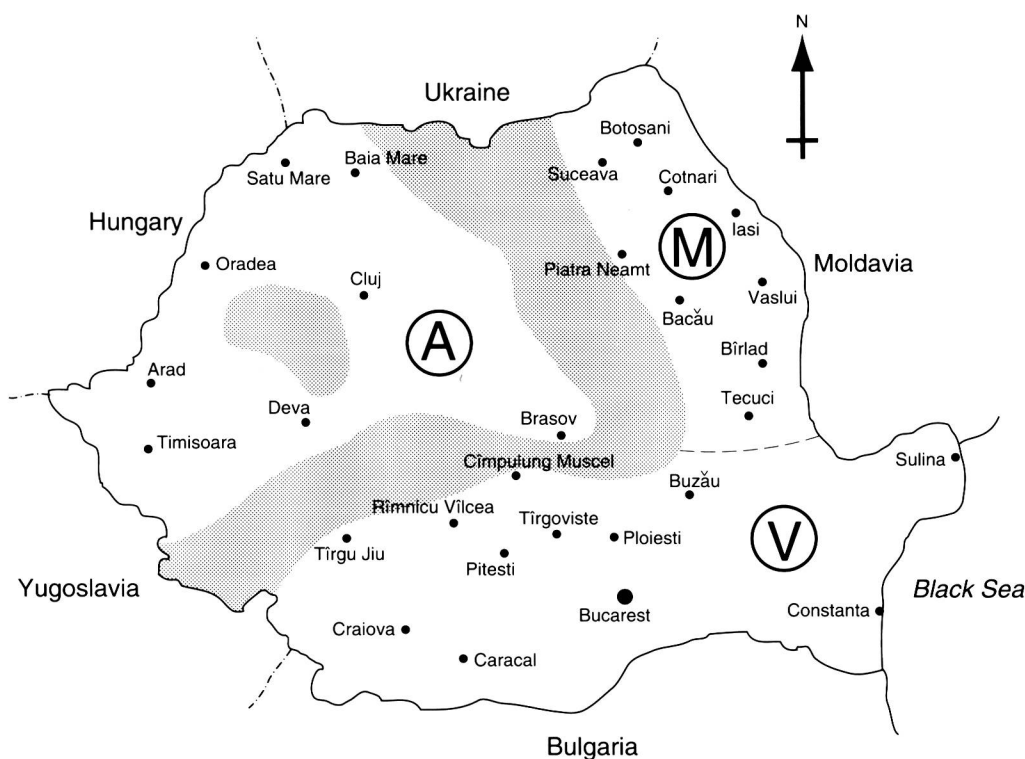 N
Ukraine
Botosani
Baia Mare
Suceava
Satu Mare
Cotnari
Hungary
Iasi
M
Oradea
Piatra Neamt
Moldavia
Cluj
Vaslui
Bacău
A
Bîrlad
Arad
Tecuci
Deva
Brasov
Timisoara
Cîmpulung Muscel
Sulina
Buzău
Rîmnicu Vîlcea
Tîrgoviste
V
Ploiesti
Tîrgu Jiu
Pitesti
Yugoslavia
Black Sea
Bucarest
Constanta
Craiova
Caracal
Bulgaria